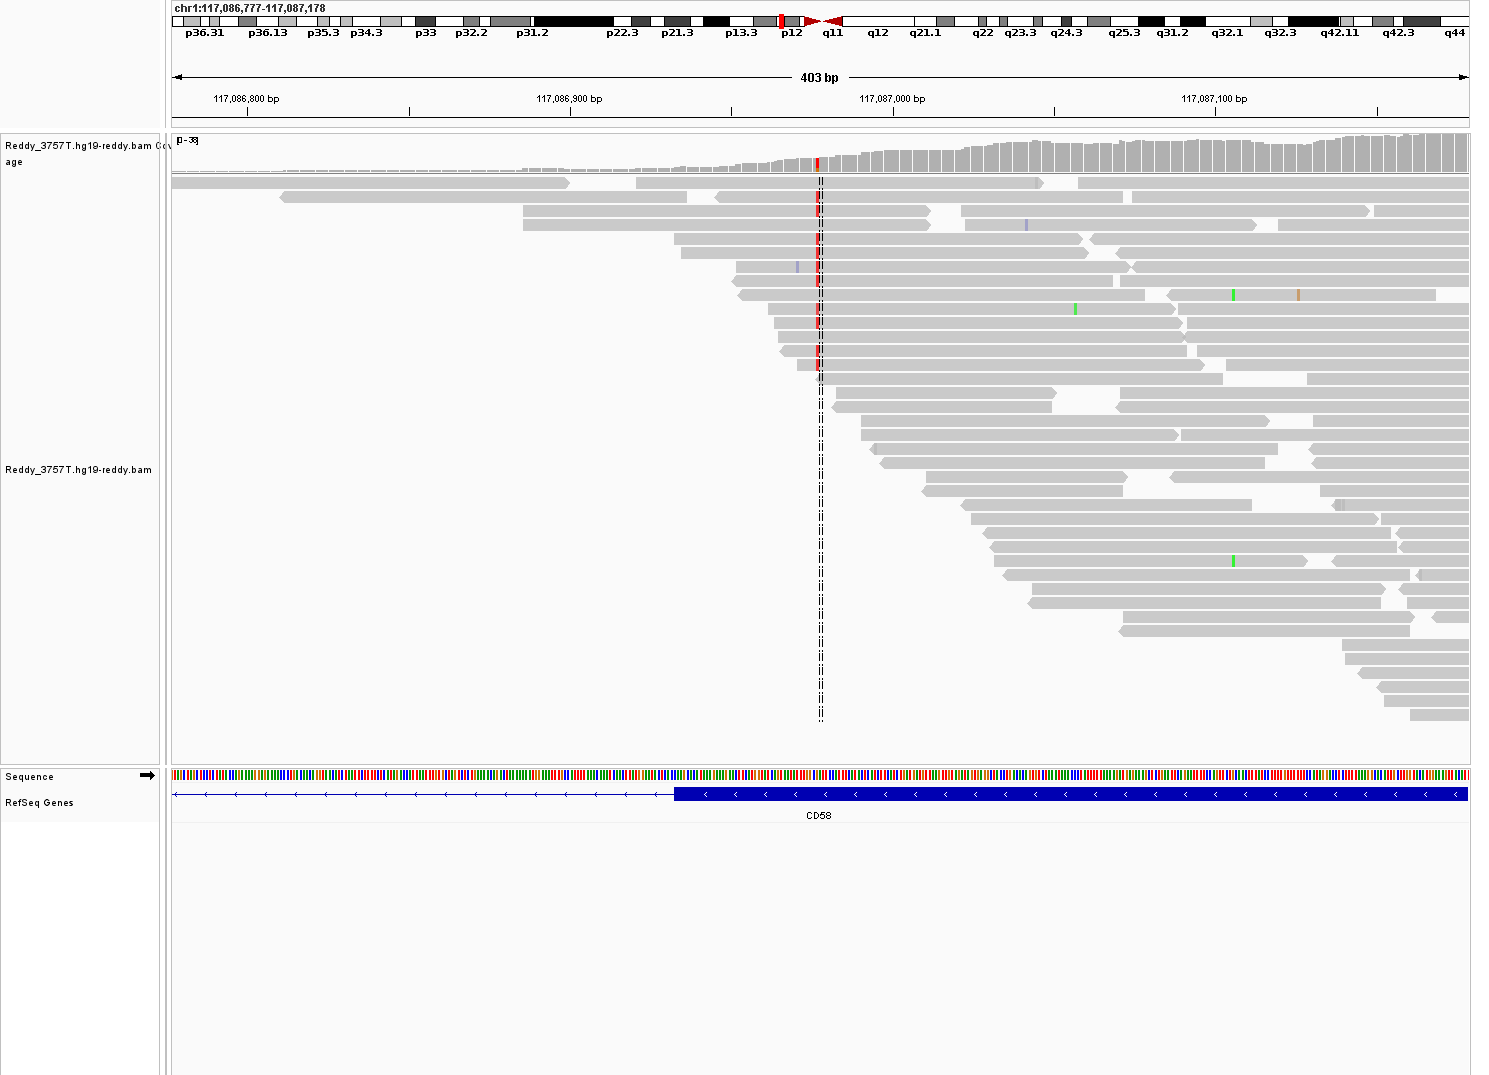 chr1:117,086,777-117,087,178
p36.31 p36.13 p35.3 p34.3 p33 p32.2 p31.2 p22.3 p21.3 p13.3 p12 q11 q12 q21.1 q22 q23.3 q24.3 q25.3 q31.2 q32.1 q32.3 q42.11 q42.3 q44
403 bp
117,086,800 bp 117,086,900 bp 117,087,000 bp 117,087,100 bp
[0-38]
Reddy_3757T.hg19-reddy.bam Cov
age
Reddy_3757T.hg19-reddy.bam
Sequence
RefSeq Genes
CD58